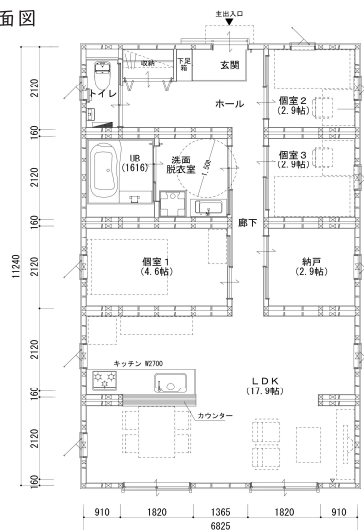 面図
主出入口
収納
下足箱
玄関
トイレ
ホール
個室2
(2.9帖)
UB
(1616)
洗面
脱衣室
1,500
個室3
(2.9帖)
廊下
個室1
(4.6帖)
納戸
(2.9帖)
キッチン W2700
LDK
(17.9帖)
カウンター
2120
160
2120
160
2120
2120
160
2120
160
11240
910
1820
1365
1820
910
6825